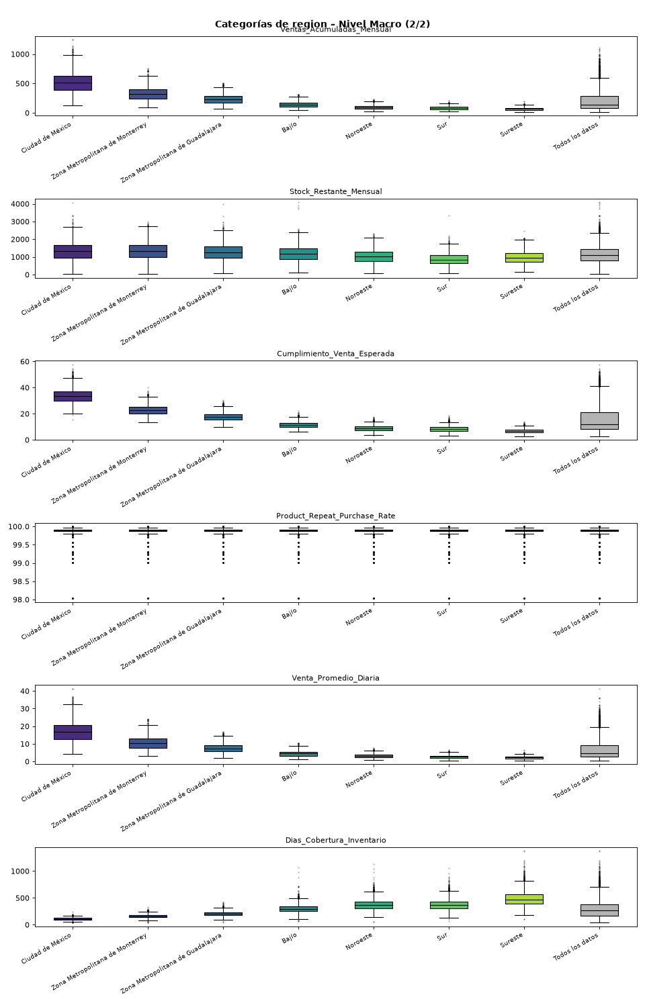 Categorías de region – Nivel Macro (2/2)
Ventas_Acumuladas_Mensual
1000
500
0
Ciudad de México
Zona Metropolitana de Monterrey
Zona Metropolitana de Guadalajara
Bajío
Noroeste
Sur
Sureste
Todos los datos
Stock_Restante_Mensual
4000
3000
2000
1000
0
Ciudad de México
Zona Metropolitana de Monterrey
Zona Metropolitana de Guadalajara
Bajío
Noroeste
Sur
Sureste
Todos los datos
Cumplimiento_Venta_Esperada
60
40
20
0
Ciudad de México
Zona Metropolitana de Monterrey
Zona Metropolitana de Guadalajara
Bajío
Noroeste
Sur
Sureste
Todos los datos
Product_Repeat_Purchase_Rate
100.0
99.5
99.0
98.5
98.0
Ciudad de México
Zona Metropolitana de Monterrey
Zona Metropolitana de Guadalajara
Bajío
Noroeste
Sur
Sureste
Todos los datos
Venta_Promedio_Diaria
40
30
20
10
0
Ciudad de México
Zona Metropolitana de Monterrey
Zona Metropolitana de Guadalajara
Bajío
Noroeste
Sur
Sureste
Todos los datos
Dias_Cobertura_Inventario
1000
500
0
Ciudad de México
Zona Metropolitana de Monterrey
Zona Metropolitana de Guadalajara
Bajío
Noroeste
Sur
Sureste
Todos los datos